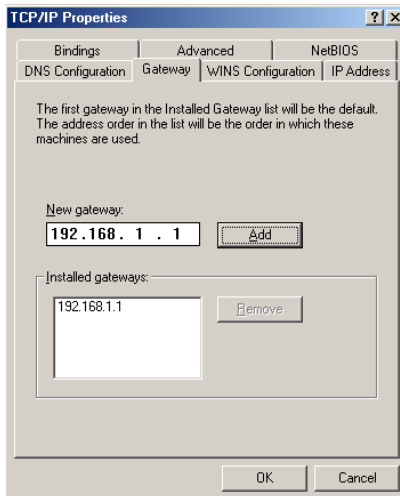 TCP/IP Properties
Bindings Advanced NetBIOS
DNS Configuration Gateway WINS Configuration IP Address
The first gateway in the Installed Gateway list will be the default.
The address order in the list will be the order in which these
machines are used.
New gateway:
192.168. 1 . 1 Add
Installed gateways:
192.168.1.1 Remove
OK Cancel